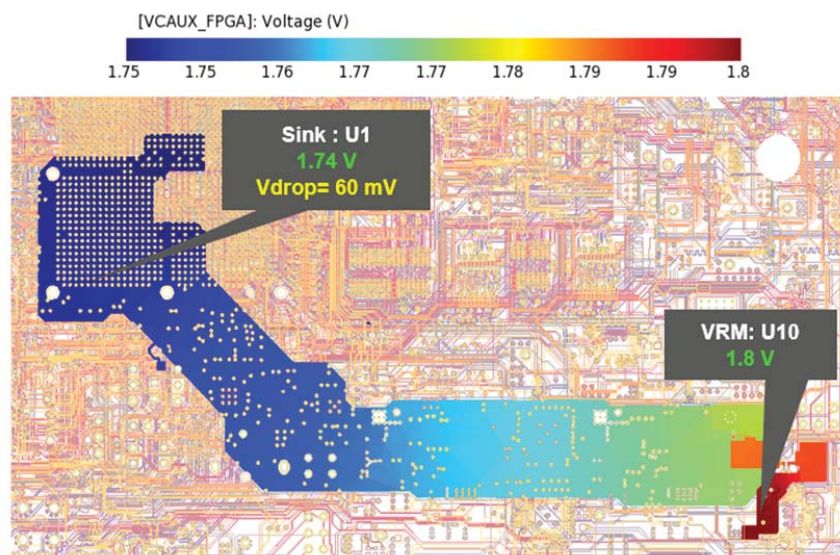 [VCAUX_FPGA]: Voltage (V)
1.75 1.75 1.76 1.77 1.77 1.78 1.79 1.79 1.8
Sink : U1
1.74 V
Vdrop= 60 mV
VRM: U10
1.8 V